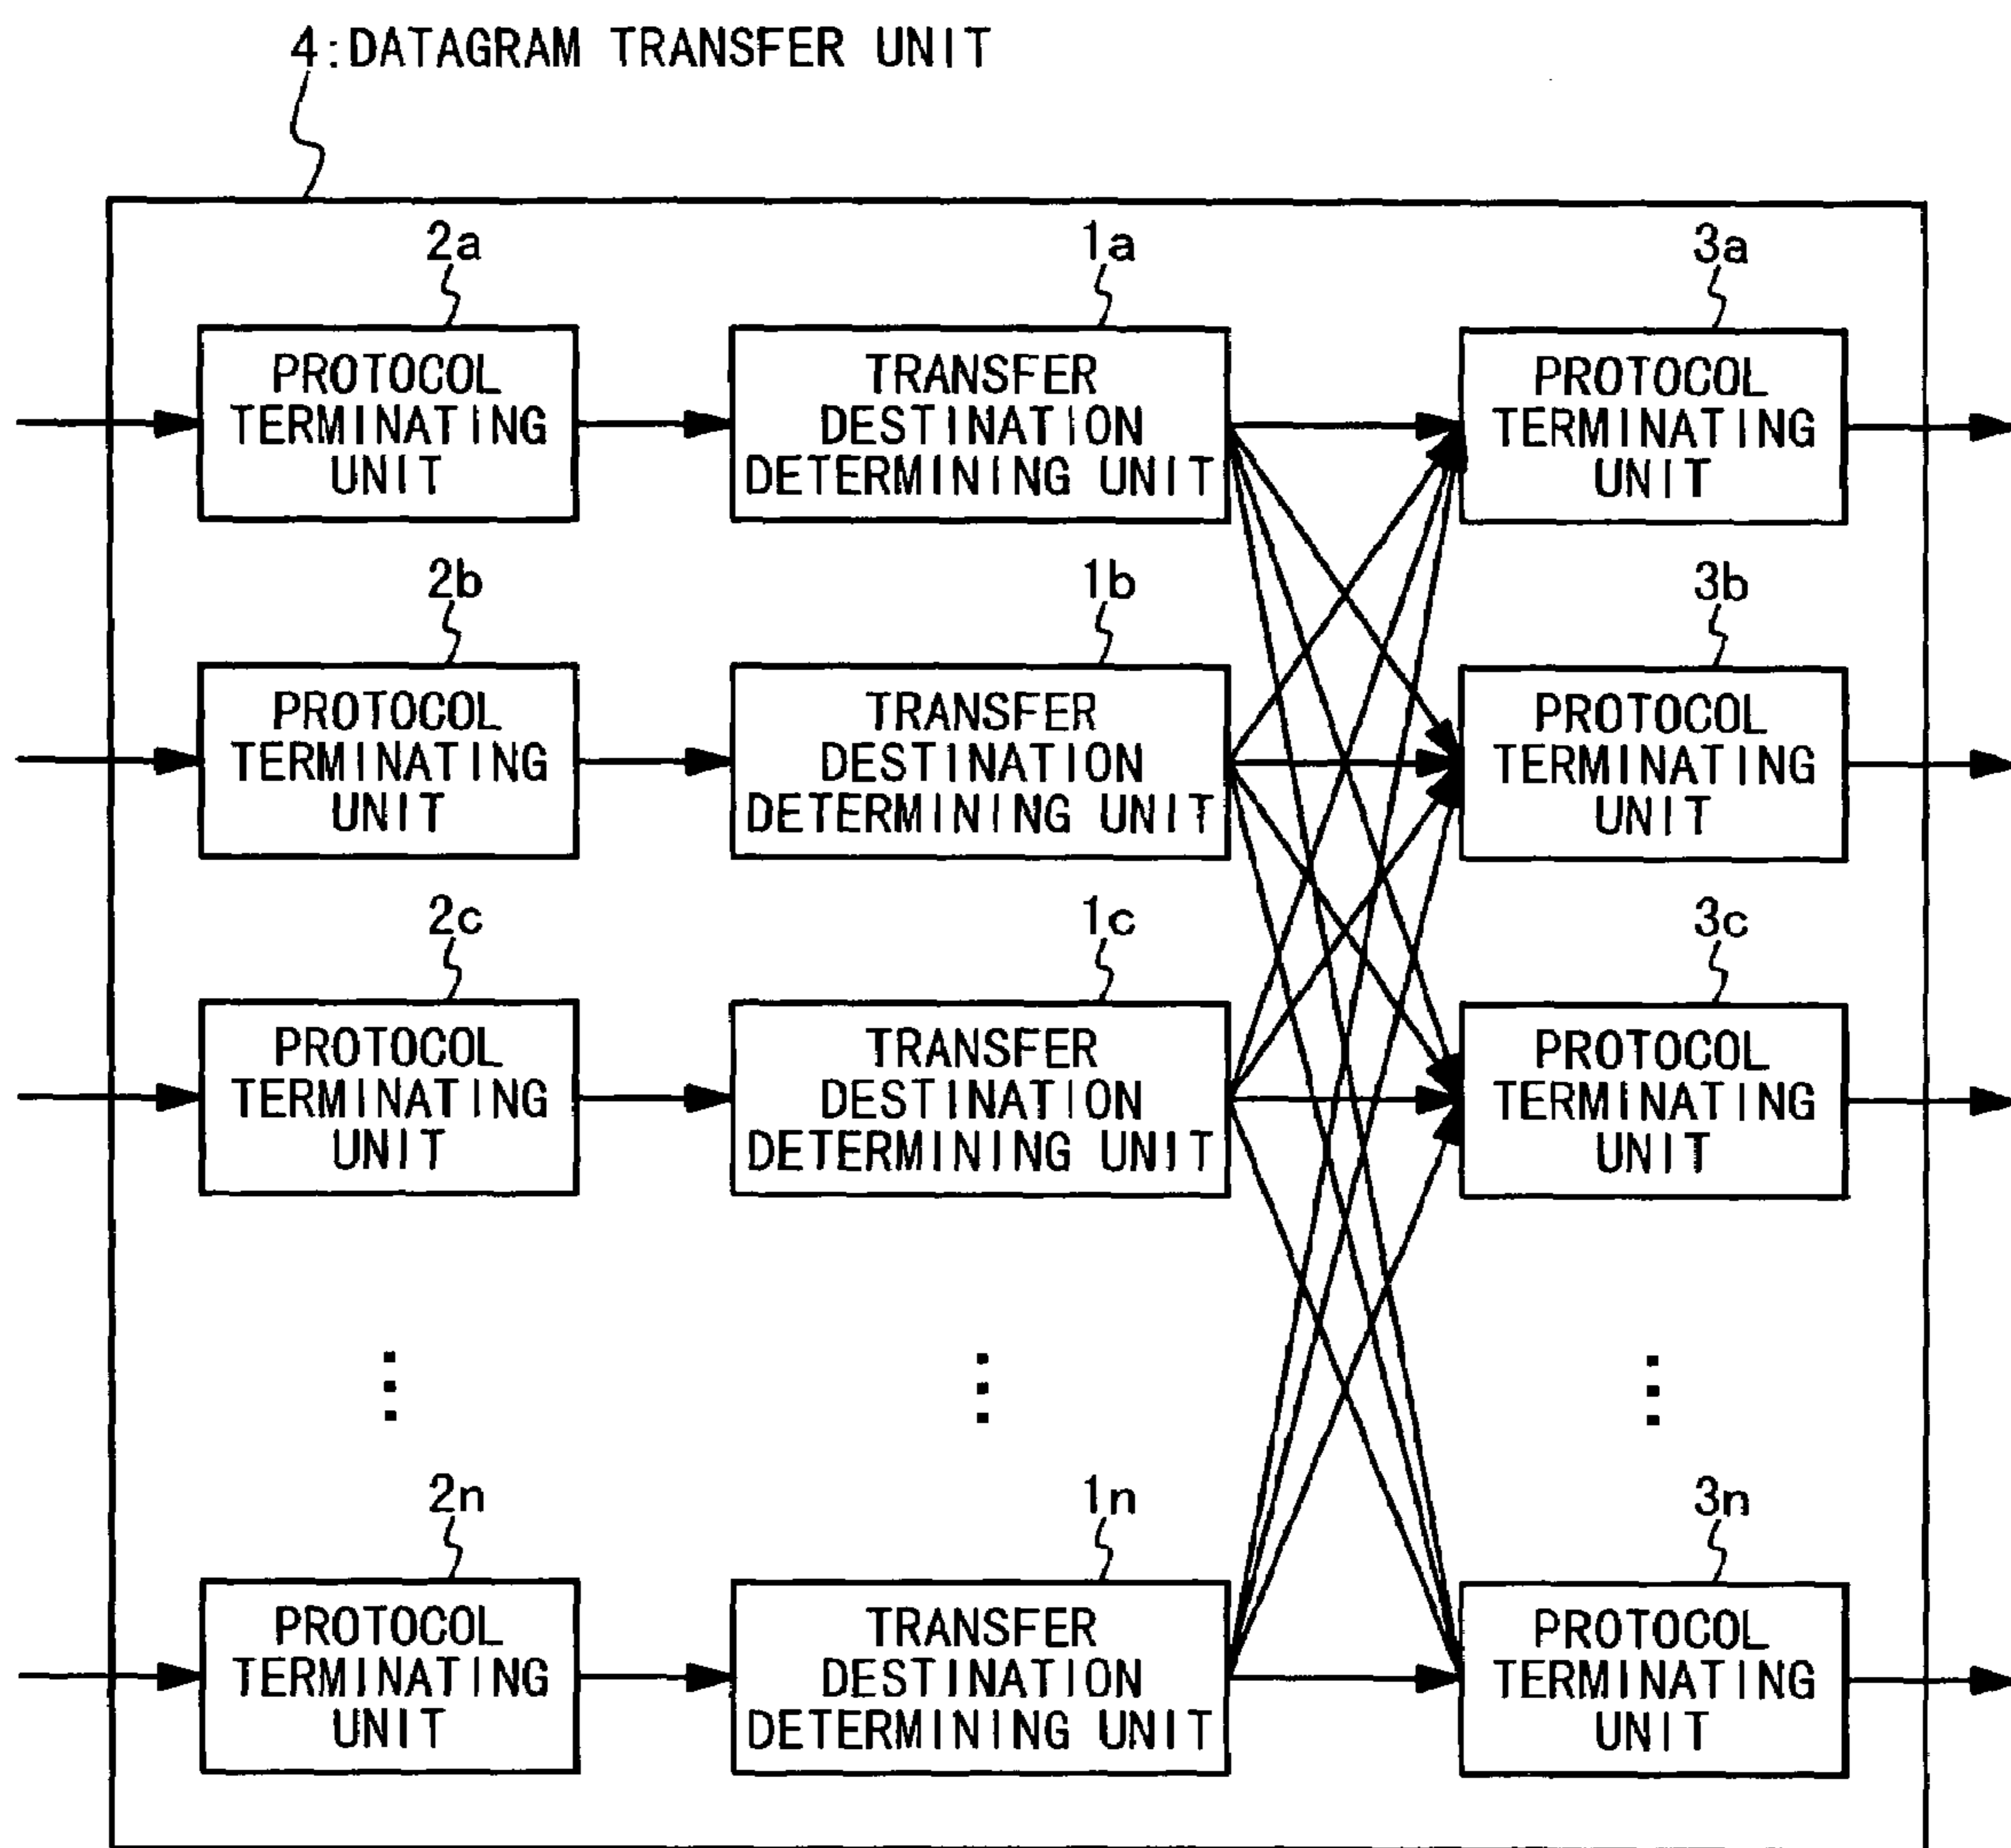 4:DATAGRAM TRANSFER UNIT
2a
1a
3a
PROTOCOL
TERMINATING
UNIT
TRANSFER
DESTINATION
DETERMINING UNIT
PROTOCOL
TERMINATING
UNIT
2b
1b
3b
PROTOCOL
TERMINATING
UNIT
TRANSFER
DESTINATION
DETERMINING UNIT
PROTOCOL
TERMINATING
UNIT
2c
1c
3c
PROTOCOL
TERMINATING
UNIT
TRANSFER
DESTINATION
DETERMINING UNIT
PROTOCOL
TERMINATING
UNIT
2n
1n
3n
PROTOCOL
TERMINATING
UNIT
TRANSFER
DESTINATION
DETERMINING UNIT
PROTOCOL
TERMINATING
UNIT